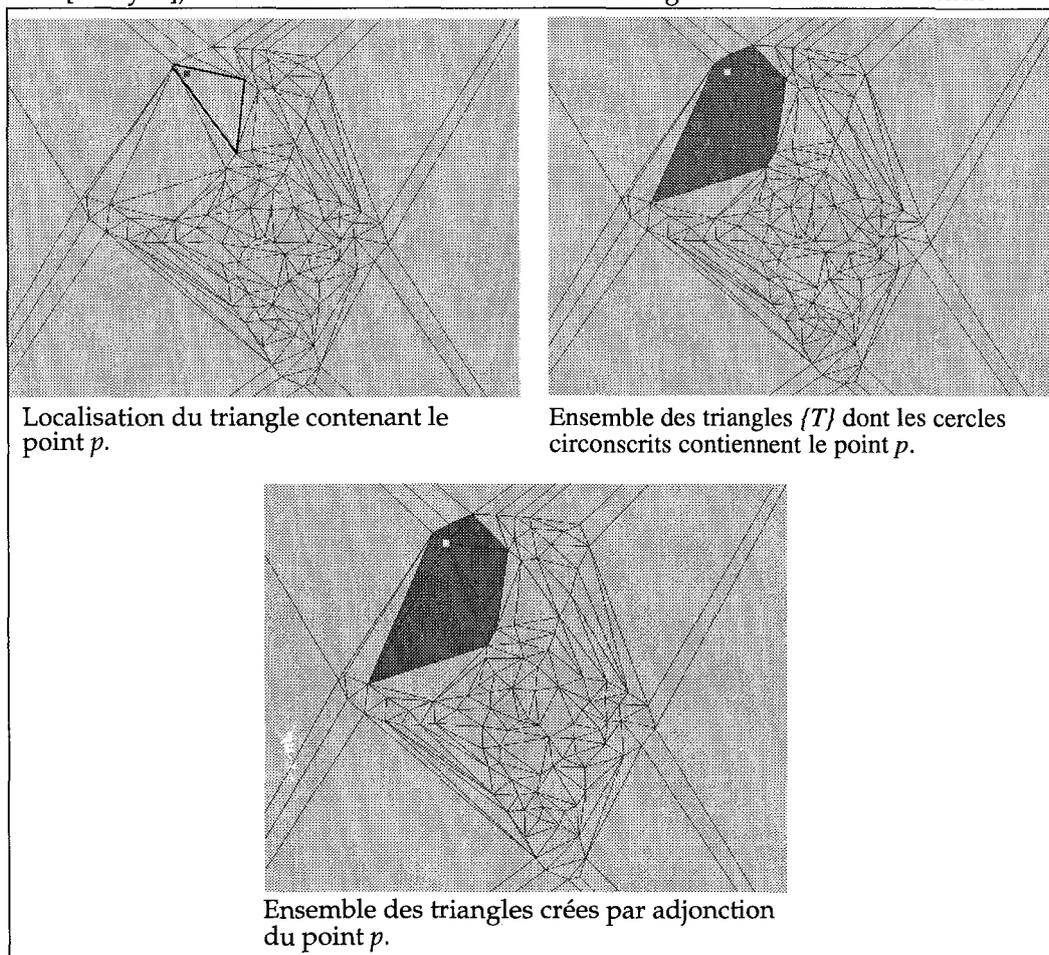 Localisation du triangle contenant le
point p.
Ensemble des triangles {T} dont les cercles
circonscrits contiennent le point p.
Ensemble des triangles crées par adjonction
du point p.